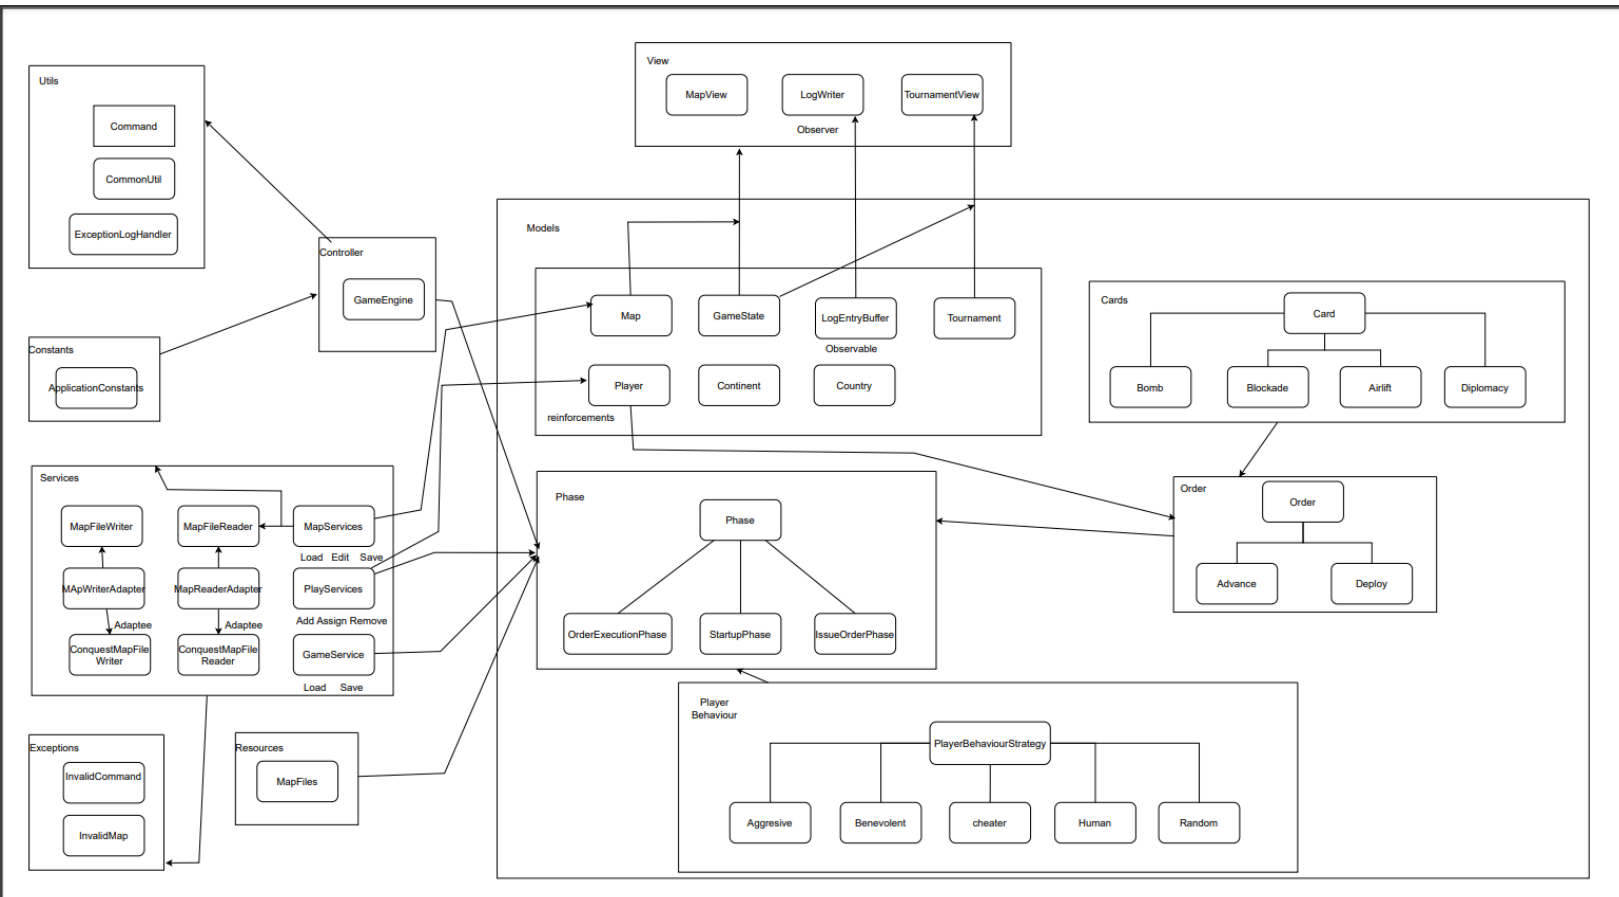 View
MapView
LogWriter
TournamentView
Observer
Utils
Command
CommonUtil
ExceptionLogHandler
Controller
GameEngine
Constants
ApplicationConstants
Models
Map
GameState
LogEntryBuffer
Tournament
Observable
Player
Continent
Country
reinforcements
Cards
Card
Bomb
Blockade
Airlift
Diplomacy
Services
MapFileWriter
MapFileReader
MapServices
Load Edit Save
MApWriterAdapter
MapReaderAdapter
PlayServices
Add Assign Remove
Adaptee
Adaptee
ConquestMapFile
Writer
ConquestMapFile
Reader
GameService
Load Save
Phase
Phase
OrderExecutionPhase
StartupPhase
IssueOrderPhase
Order
Order
Advance
Deploy
Exceptions
InvalidCommand
InvalidMap
Resources
MapFiles
Player
Behaviour
PlayerBehaviourStrategy
Aggresive
Benevolent
cheater
Human
Random